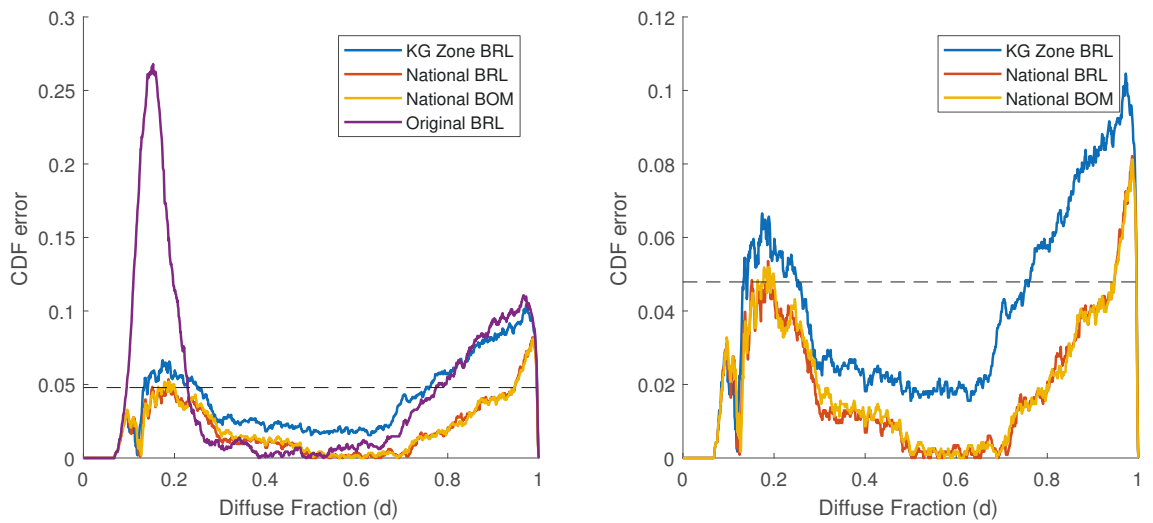 0.3
0.25
0.2
0.15
0.1
0.05
0
CDF error
0
0.2
0.4
0.6
0.8
1
Diffuse Fraction (d)
KG Zone BRL
National BRL
National BOM
Original BRL
0.12
0.1
0.08
0.06
0.04
0.02
0
CDF error
0
0.2
0.4
0.6
0.8
1
Diffuse Fraction (d)
KG Zone BRL
National BRL
National BOM